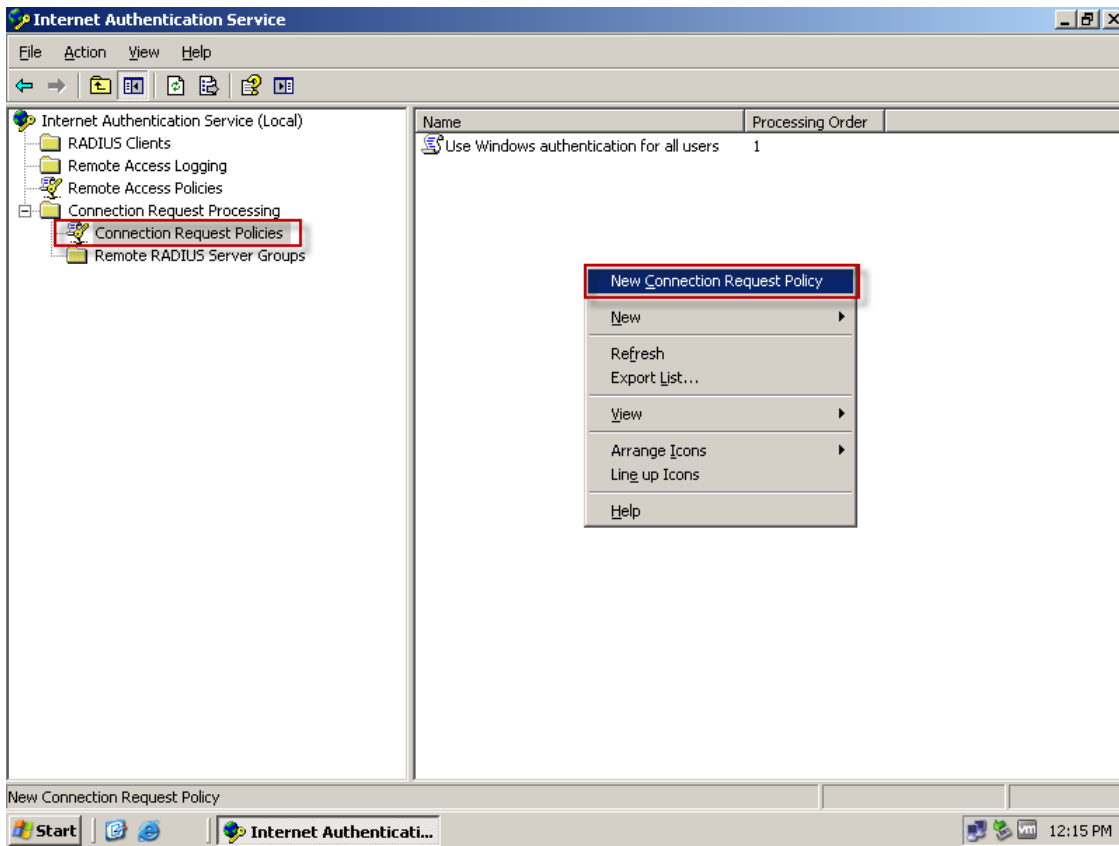 Internet Authentication Service
File Action View Help
Internet Authentication Service (Local)
RADIUS Clients
Remote Access Logging
Remote Access Policies
Connection Request Processing
Connection Request Policies
Remote RADIUS Server Groups
Name Processing Order
Use Windows authentication for all users 1
New Connection Request Policy
New
Refresh
Export List...
View
Arrange Icons
Line up Icons
Help
New Connection Request Policy
Start Internet Authenticati... vm 12:15 PM